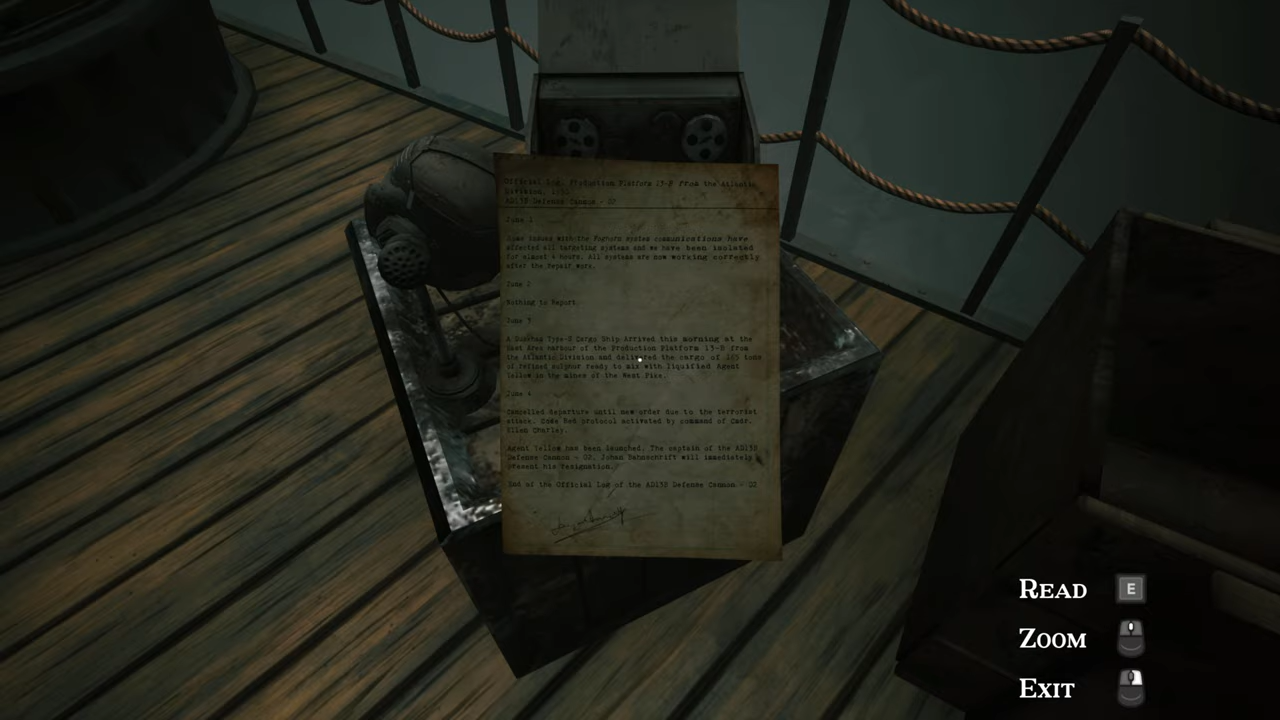 Official Log. Production Platform 13-R from the Atlantic
Division,
AD138 Defense Cannon - 02
June 1
Some issues with the Foghorn system communications have
affected all targeting systems and we have been isolated
for almost 4 hours. All systems are now working correctly
after the Repair work.
June 2
Nothing to Report.
June 3
A Type-2 Cargo Ship Arrived this morning at the
East Area harbour of the Production Platform 13-R from
the Atlantic Division and delivered the cargo of tons
of refined sulphur ready to mix with liquified Agent
Yellow in the mines of the West Pike.
June 4
Cancelled departure until new order due to the terrorist
attack. Code Red protocol activated by command of Cmdr.
Ellen Charley.
Agent Yellow has been launched. The captain of the AD138
Defense Cannon - 02, Johan Bahnschrift will immediately
present his Resignation.
End of the Official Log of the AD138 Defense Cannon - 02
READ E
ZOOM
EXIT